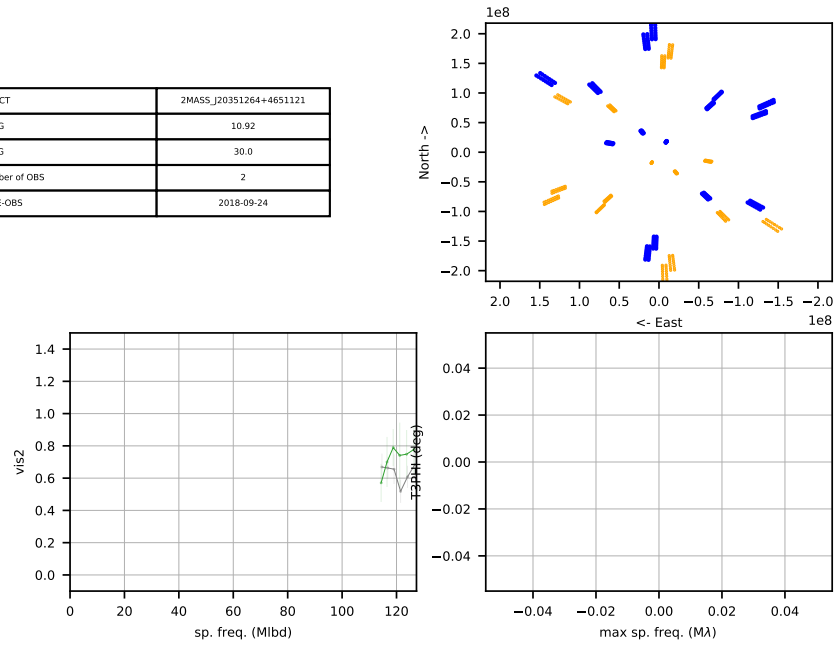 CT 2MASS_J20351264+4651121
G 10.92
G 30.0
ber of OBS 2
E-OBS 2018-09-24
1e8
2.0
1.5
1.0
0.5
0.0
−0.5
−1.0
−1.5
−2.0
North ->
2.0 1.5 1.0 0.5 0.0 −0.5 −1.0 −1.5 −2.0
<- East
1e8
1.4
1.2
1.0
0.8
0.6
0.4
0.2
0.0
vis2
0 20 40 60 80 100 120
sp. freq. (Mlbd)
0.04
0.02
0.00
−0.02
−0.04
T3PHI (deg)
−0.04 −0.02 0.00 0.02 0.04
max sp. freq. (Mλ)